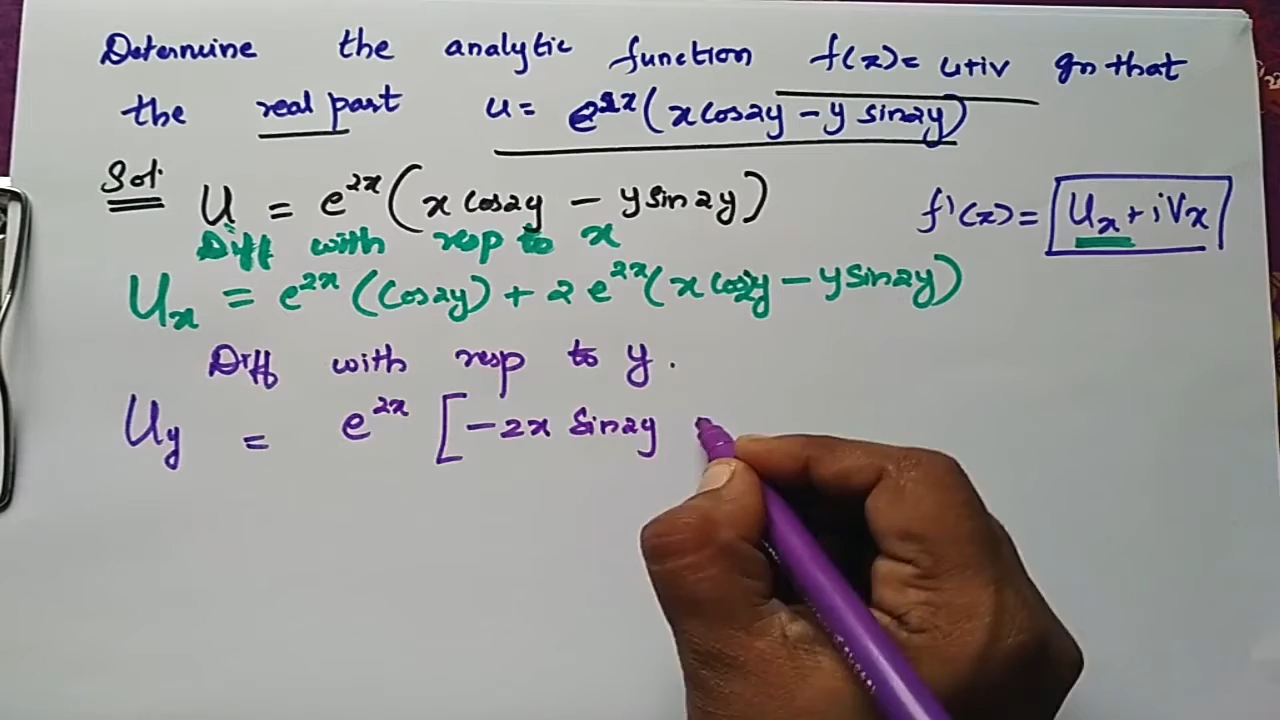 Determine the analytic function f(z)= u+iv gn that
the real part u= e^2x(x cos2y - y sin2y)
Sol:
U = e^2x(x cos2y - y sin2y)
f'(z)= Ux + iVx
Diff with resp to x
Ux = e^2x (cos2y) + 2 e^2x (x cos2y - y sin2y)
Diff with resp to y.
Uy = e^2x [-2x sin2y